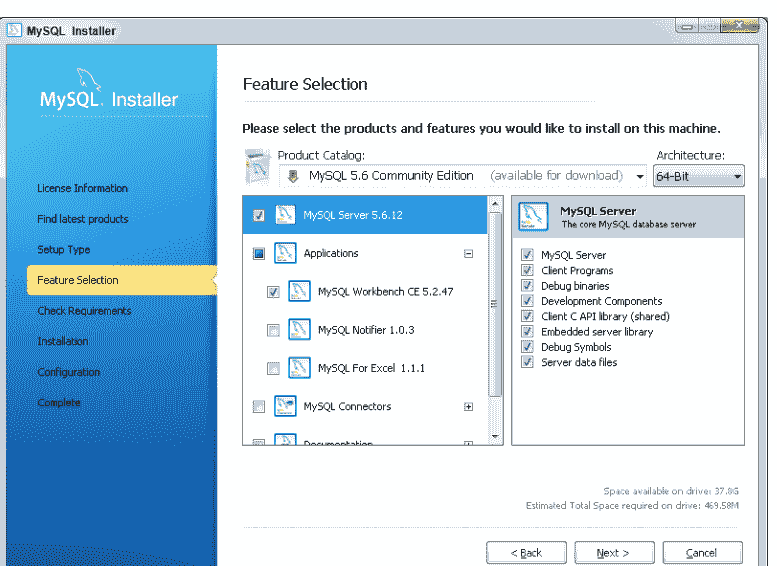 MySQL Installer
MySQL. Installer
License Information
Find latest products
Setup Type
Feature Selection
Check Requirements
Installation
Configuration
Complete
Feature Selection
Please select the products and features you would like to install on this machine.
Product Catalog:
Architecture:
MySQL 5.6 Community Edition (available for download)
64-Bit
MySQL Server 5.6.12
Applications
MySQL Workbench CE 5.2.47
MySQL Notifier 1.0.3
MySQL For Excel 1.1.1
MySQL Connectors
Documentation
MySQL Server
The core MySQL database server
MySQL Server
Client Programs
Debug binaries
Development Components
Client C API library (shared)
Embedded server library
Debug Symbols
Server data files
Space available on drive: 37.8G
Estimated Total Space required on drive: 469.58M
< Back
Next >
Cancel